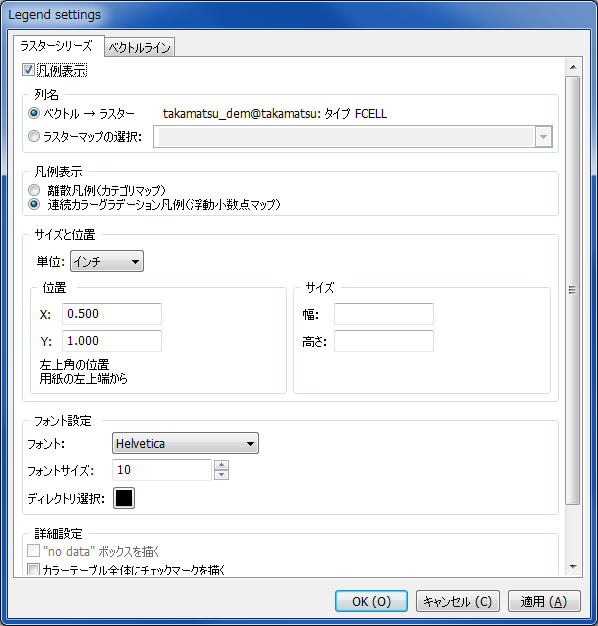 Legend settings
ラスターシリーズ ベクトルライン
凡例表示
列名
ベクトル → ラスター takamatsu_dem@takamatsu: タイプ FCELL
ラスターマップの選択:
凡例表示
離散凡例(カテゴリマップ)
連続カラーグラデーション凡例(浮動小数点マップ)
サイズと位置
単位: インチ
位置 サイズ
X: 0.500 幅:
Y: 1.000 高さ:
左上角の位置
用紙の左上端から
フォント設定
フォント: Helvetica
フォントサイズ: 10
ディレクトリ選択:
詳細設定
"no data" ボックスを描く
カラーテーブル全体にチェックマークを描く
OK (O) キャンセル (C) 適用 (A)